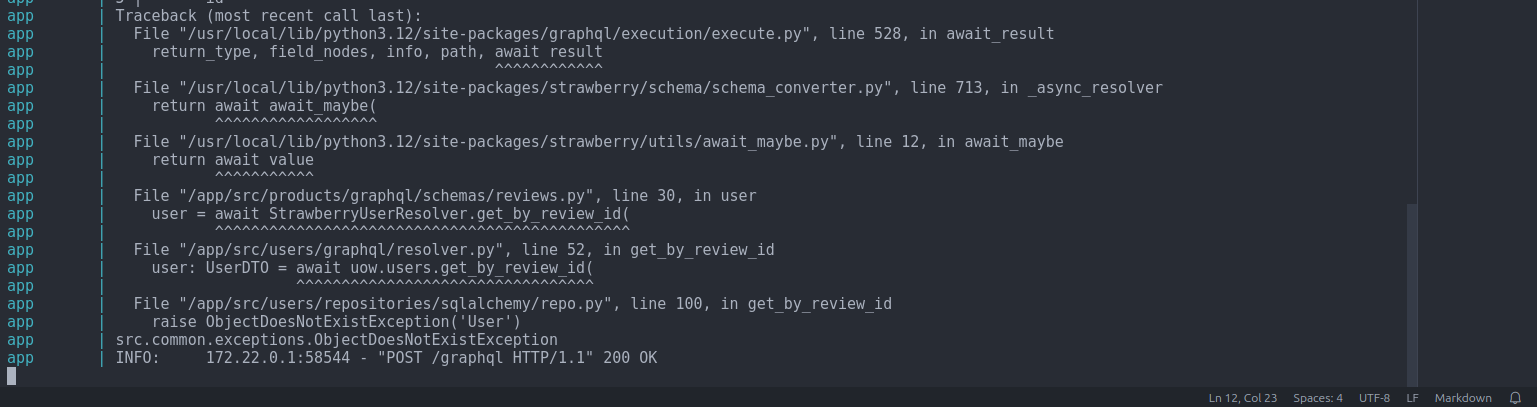 app | Traceback (most recent call last):
app | File "/usr/local/lib/python3.12/site-packages/graphql/execution/execute.py", line 528, in await_result
app | return_type, field_nodes, info, path, await result
app | ^^^^^^^^^^^^
app | File "/usr/local/lib/python3.12/site-packages/strawberry/schema/schema_converter.py", line 713, in _async_resolver
app | return await await_maybe(
app | ^^^^^^^^^^^^^^^^^^
app | File "/usr/local/lib/python3.12/site-packages/strawberry/utils/await_maybe.py", line 12, in await_maybe
app | return await value
app | ^^^^^^^^^^^
app | File "/app/src/products/graphql/schemas/reviews.py", line 30, in user
app | user = await StrawberryUserResolver.get_by_review_id(
app | ^^^^^^^^^^^^^^^^^^^^^^^^^^^^^^^^^^^^^^^^^^^^^^
app | File "/app/src/users/graphql/resolver.py", line 52, in get_by_review_id
app | user: UserDTO = await uow.users.get_by_review_id(
app | ^^^^^^^^^^^^^^^^^^^^^^^^^^^^^^^^^
app | File "/app/src/users/repositories/sqlalchemy/repo.py", line 100, in get_by_review_id
app | raise ObjectDoesNotExistException('User')
app | src.common.exceptions.ObjectDoesNotExistException
app | INFO: 172.22.0.1:58544 - "POST /graphql HTTP/1.1" 200 OK
Ln 12, Col 23 Spaces: 4 UTF-8 LF Markdown